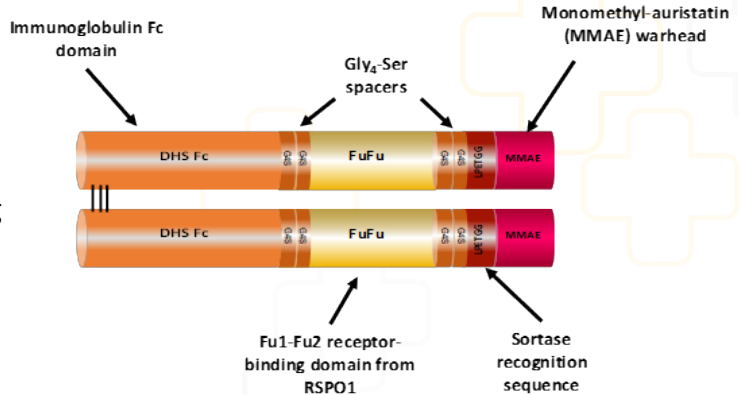 Immunoglobulin Fc
domain
Monomethyl-auristatin
(MMAE) warhead
Gly4-Ser
spacers
DHS Fc G4S G4S FuFu G4S G4S LPETGG MMAE
DHS Fc G4S G4S FuFu G4S G4S LPETGG MMAE
Fu1-Fu2 receptor-
binding domain from
RSPO1
Sortase
recognition
sequence